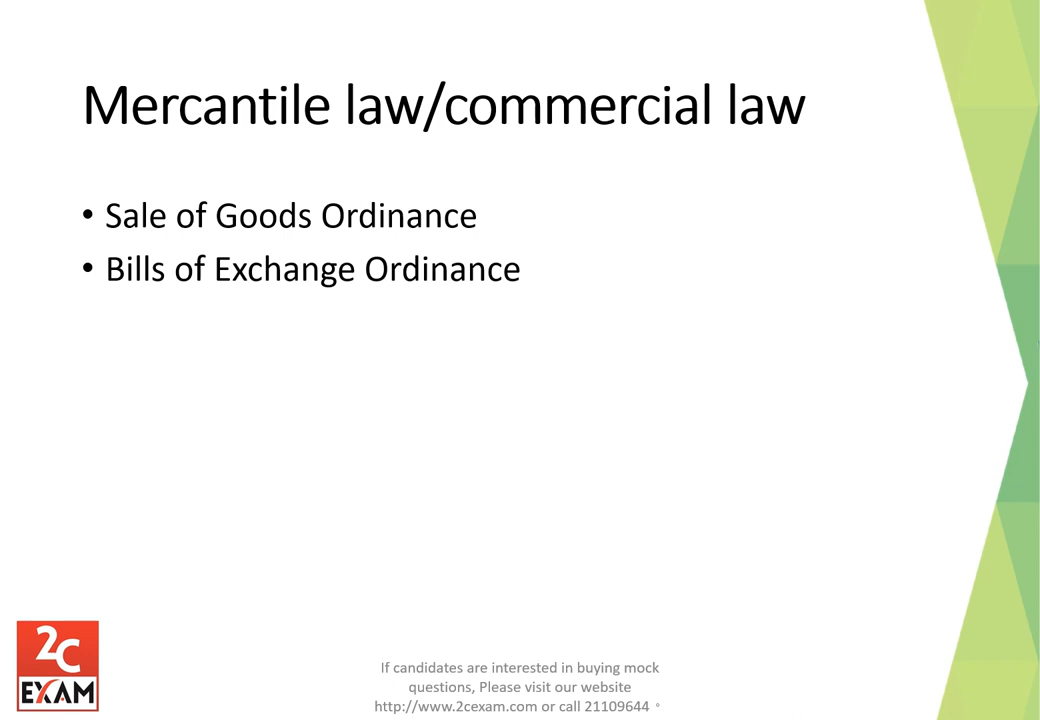 Mercantile law/commercial law
• Sale of Goods Ordinance
• Bills of Exchange Ordinance
2C
EXAM
If candidates are interested in buying mock
questions, Please visit our website
http://www.2cexam.com or call 21109644 。